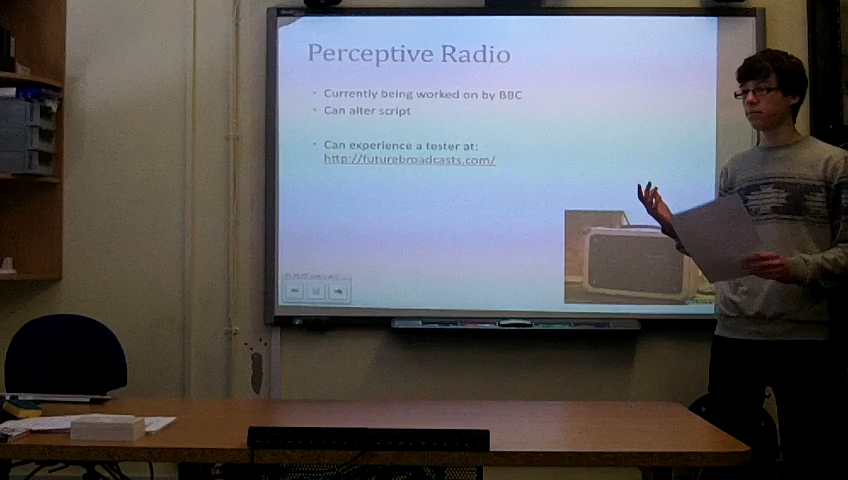 Perceptive Radio
- Currently being worked on by BBC
- Can alter script
- Can experience a tester at:
http://futurebroadcasts.com/